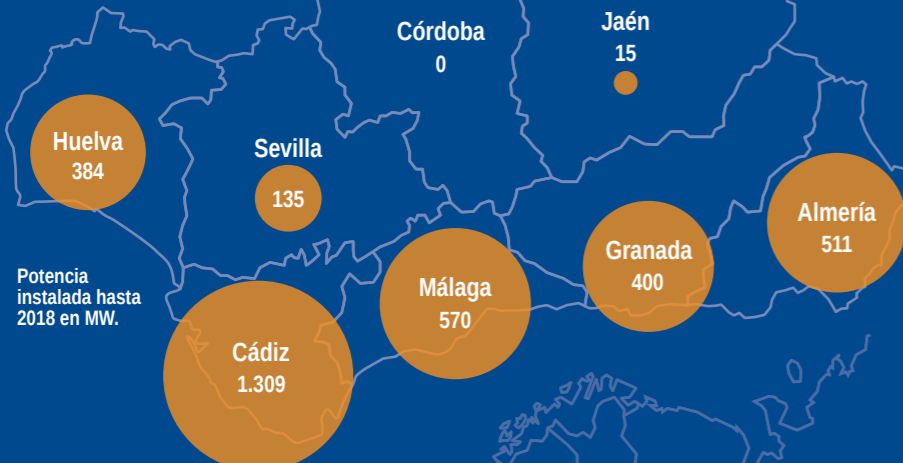 Córdoba
0
Jaén
15
Huelva
384
Sevilla
135
Almería
511
Granada
400
Málaga
570
Potencia
instalada hasta
2018 en MW.
Cádiz
1.309